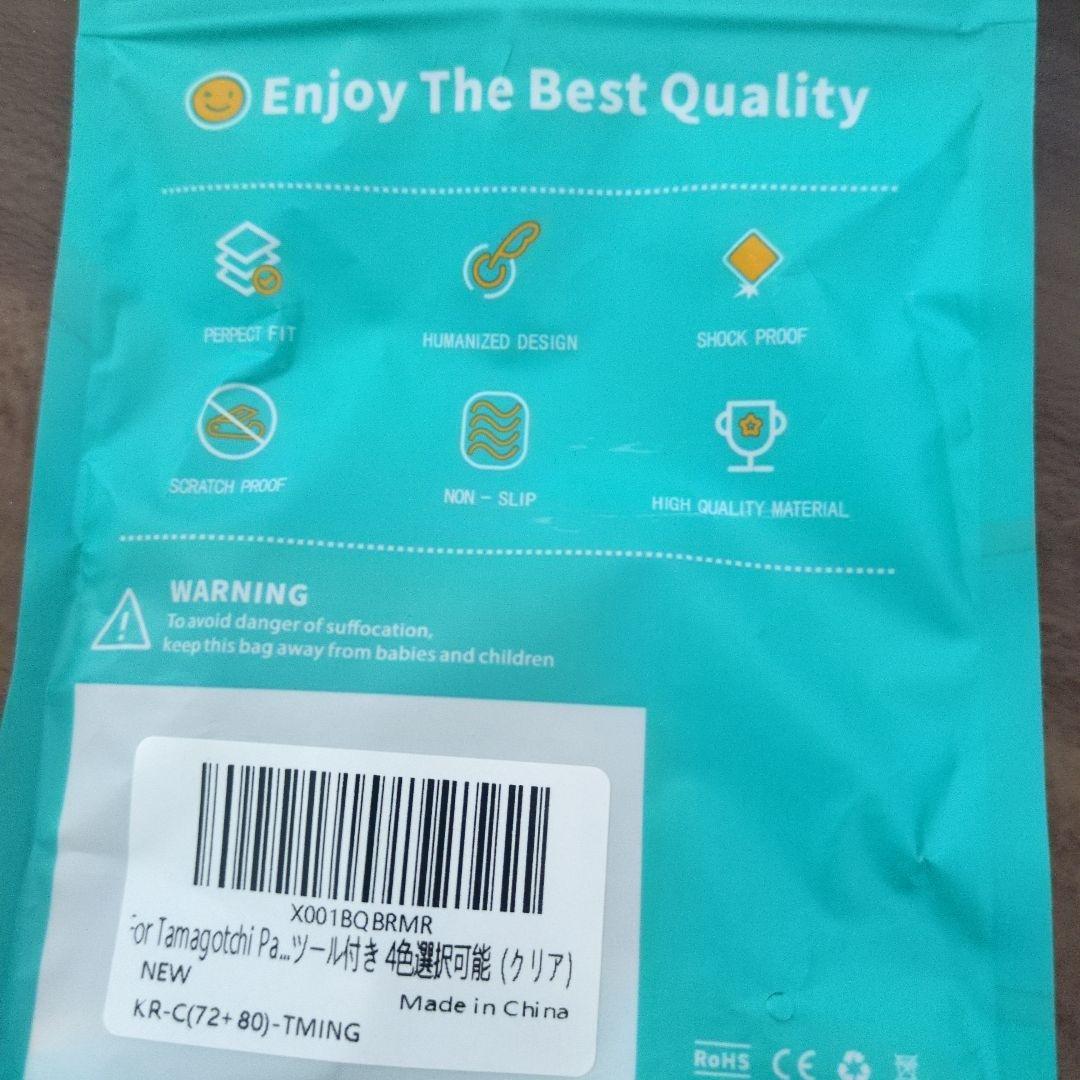 Enjoy The Best Quality
PERPECT FIT
HUMANIZED DESIGN
SHOCK PROOF
SCRATCH PROOF
NON - SLIP
HIGH QUALITY MATERIAL
WARNING
To avoid danger of suffocation,
keep this bag away from babies and children
X001BQBRMR
For Tamagotchi Pa...ツール付き 4色選択可能 (クリア)
NEW
Made in China
KR-C(72+80)-TMING
RoHS CE